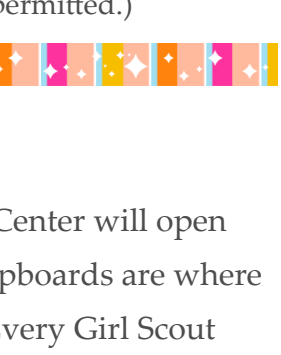 permitted.)
Center will open
pboards are where
very Girl Scout